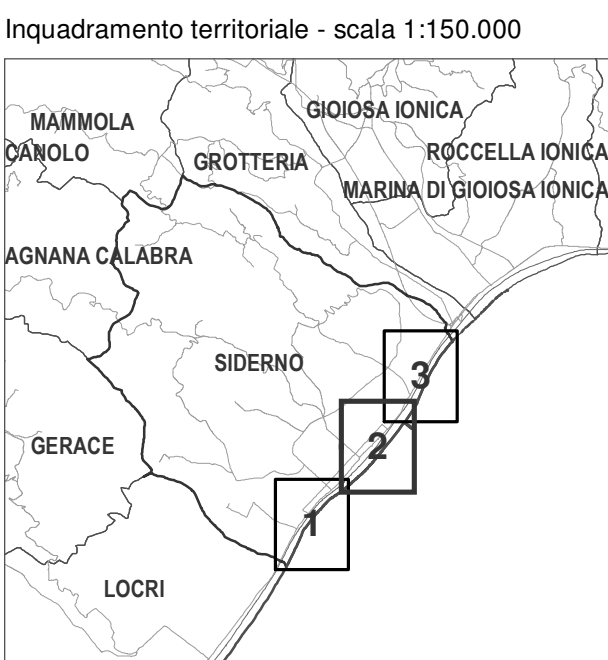 Inquadramento territoriale - scala 1:150.000
GIOIOSA IONICA
MAMMOLA
CANOLO
GROTTERIA
ROCCELLA IONICA
MARINA DI GIOIOSA IONICA
AGNANA CALABRA
SIDERNO
3
GERACE
2
1
LOCRI